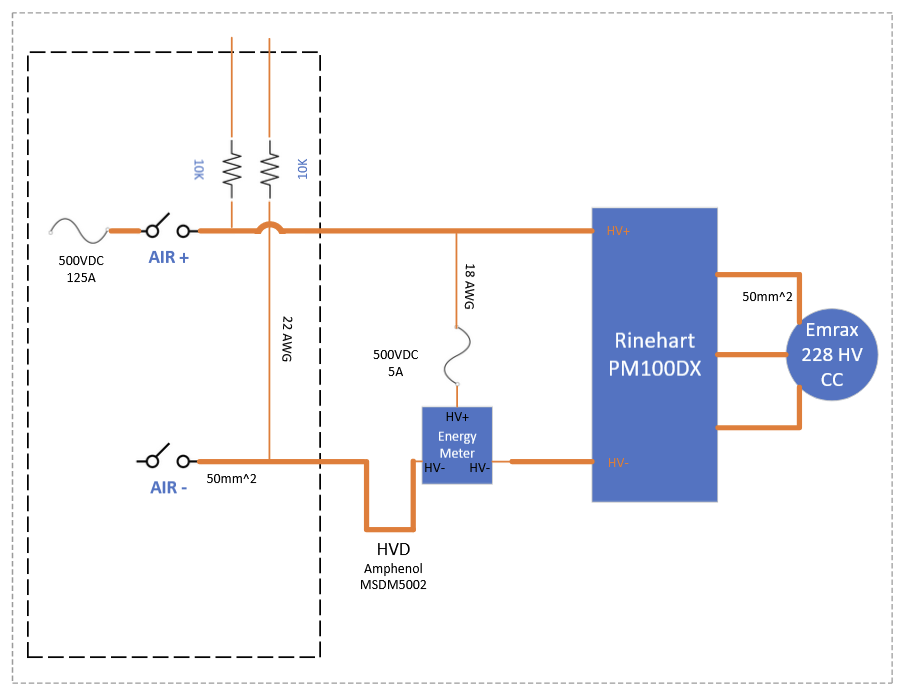 10K
10K
500VDC
125A
AIR +
22 AWG
18 AWG
500VDC
5A
HV+
Energy
Meter
HV-
HV-
HV+
Rinehart
PM100DX
HV-
50mm^2
Emrax
228 HV
CC
50mm^2
AIR -
HVD
Amphenol
MSDM5002